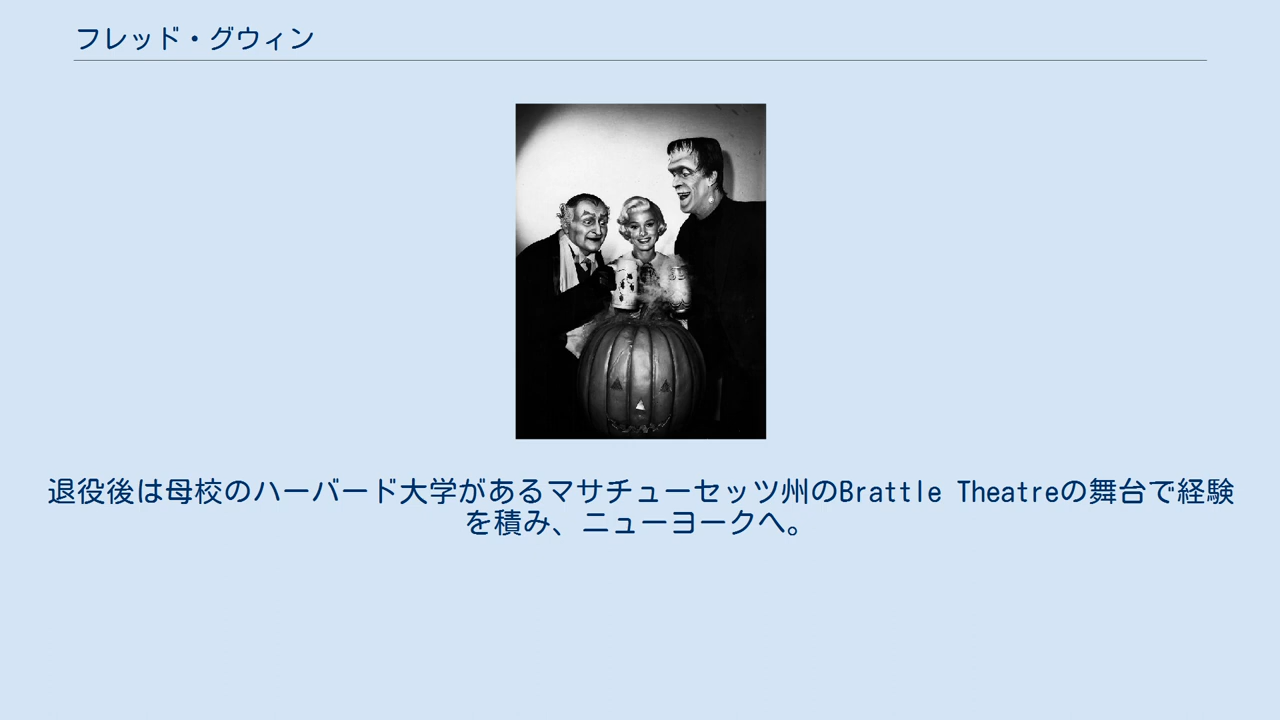 フレッド・グウィン
退役後は母校のハーバード大学があるマサチューセッツ州のBrattle Theatreの舞台で経験
を積み、ニューヨークへ。